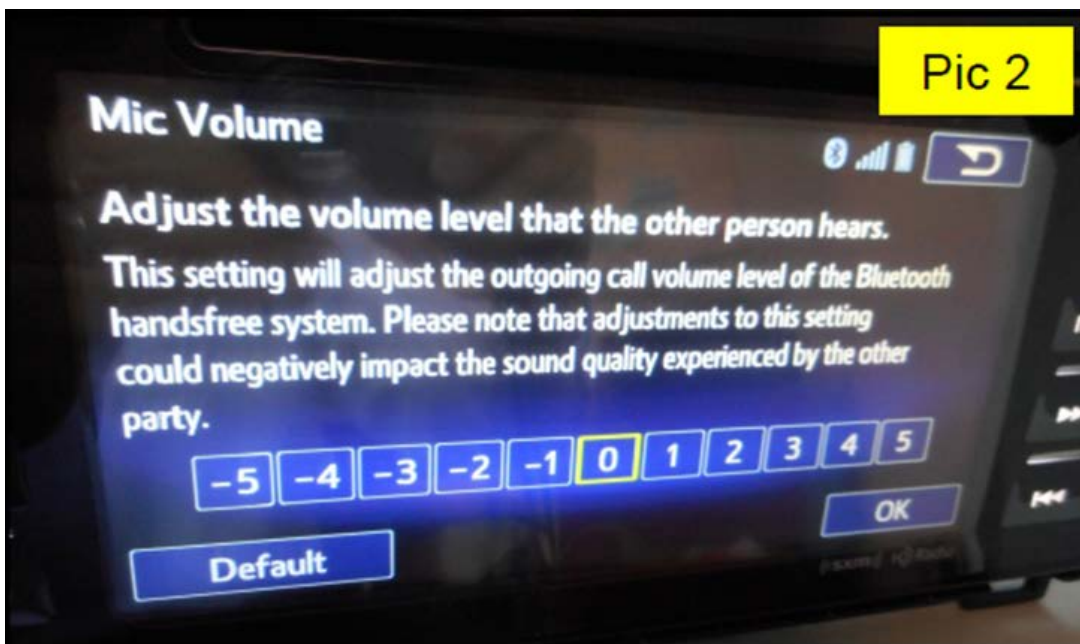 Pic 2
Mic Volume
Adjust the volume level that the other person hears.
This setting will adjust the outgoing call volume level of the Bluetooth
handsfree system. Please note that adjustments to this setting
could negatively impact the sound quality experienced by the other
party.
-5 -4 -3 -2 -1 0 1 2 3 4 5
OK
Default